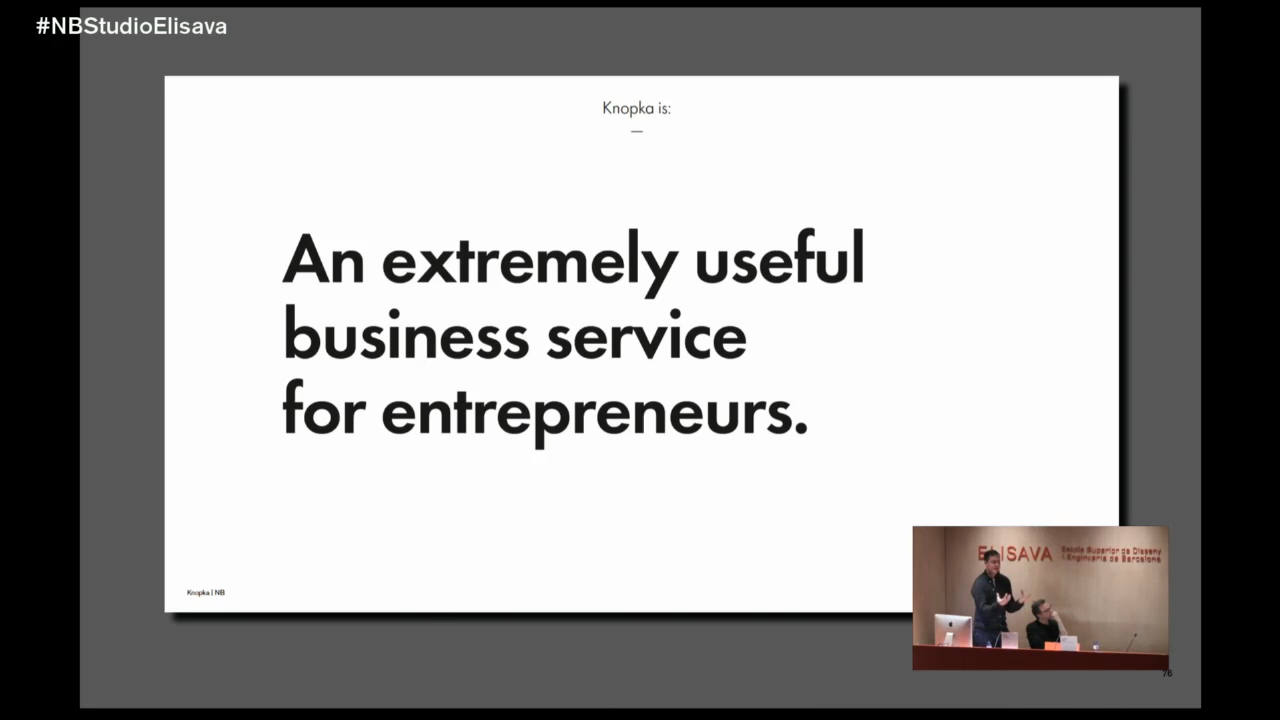 #NBStudioElisava
Knopka is:
—
An extremely useful
business service
for entrepreneurs.
Knopka | NB
ELISAVA
Escola Superior de Disseny
i Enginyeria de Barcelona
76